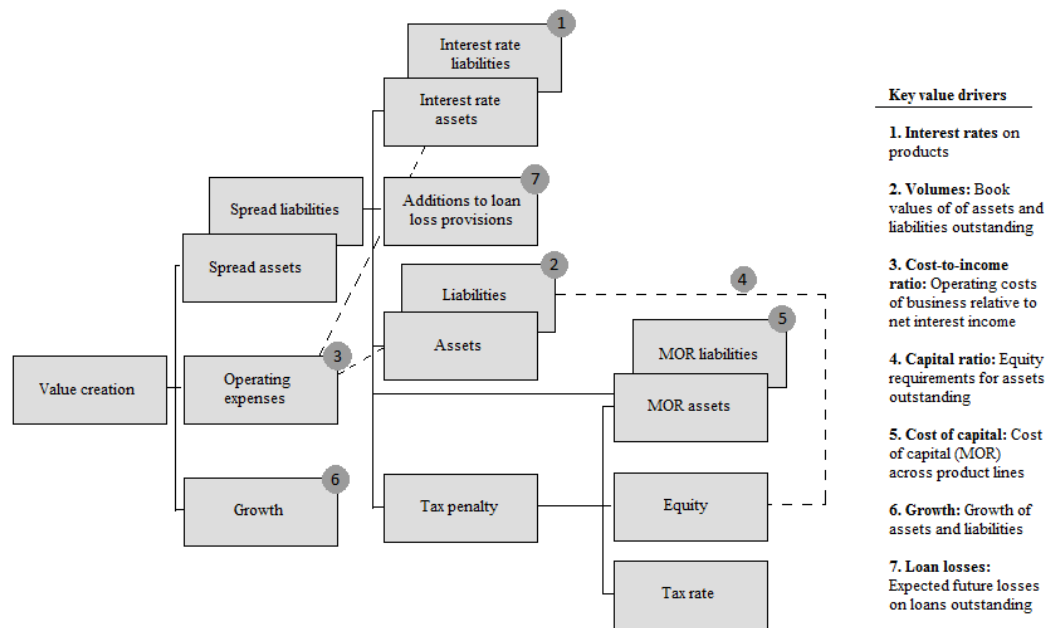 1
Interest rate
liabilities
Interest rate
assets
7
Additions to loan
loss provisions
Spread liabilities
Spread assets
2
Liabilities
Assets
4
5
MOR liabilities
MOR assets
Value creation
3
Operating
expenses
6
Growth
Tax penalty
Equity
Tax rate
Key value drivers
1. Interest rates on
products
2. Volumes: Book
values of of assets and
liabilities outstanding
3. Cost-to-income
ratio: Operating costs
of business relative to
net interest income
4. Capital ratio: Equity
requirements for assets
outstanding
5. Cost of capital: Cost
of capital (MOR)
across product lines
6. Growth: Growth of
assets and liabilities
7. Loan losses:
Expected future losses
on loans outstanding